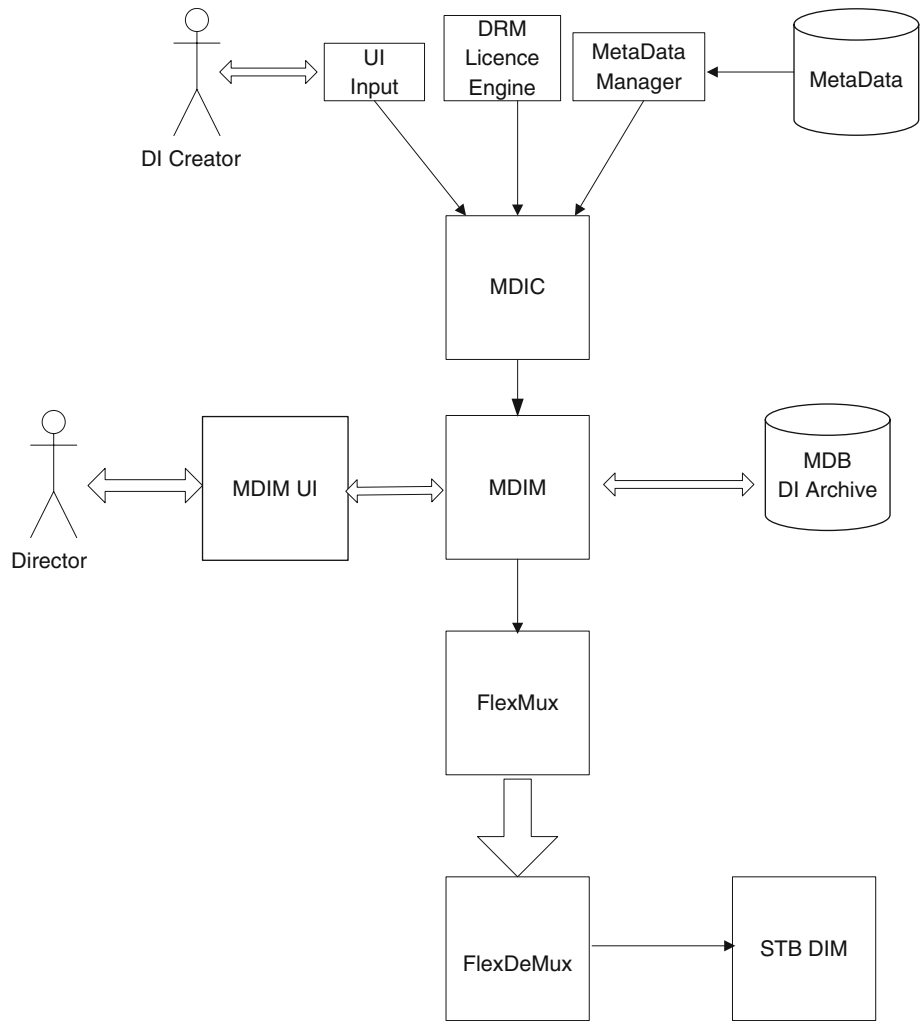 UI
Input
DRM
Licence
Engine
MetaData
Manager
MetaData
DI Creator
MDIC
MDIM UI
MDIM
MDB
DI Archive
Director
FlexMux
FlexDeMux
STB DIM